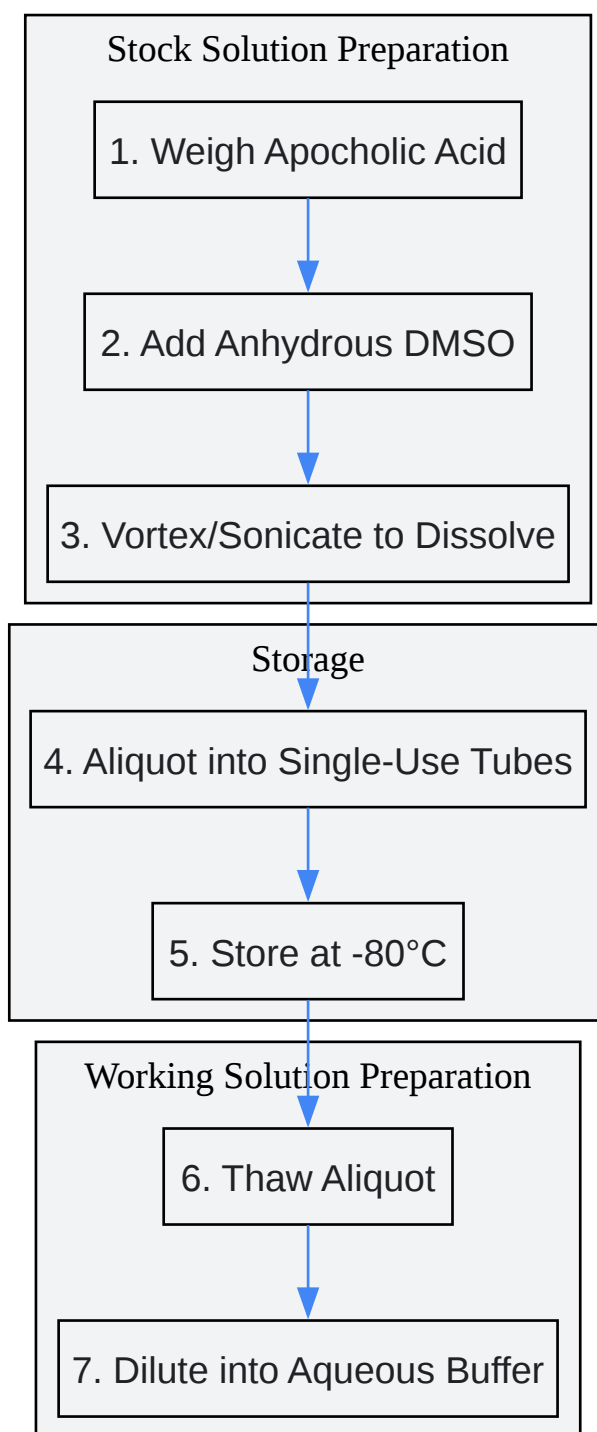 Stock Solution Preparation
1. Weigh Apocholic Acid
2. Add Anhydrous DMSO
3. Vortex/Sonicate to Dissolve
Storage
4. Aliquot into Single-Use Tubes
5. Store at -80°C
Working Solution Preparation
6. Thaw Aliquot
7. Dilute into Aqueous Buffer